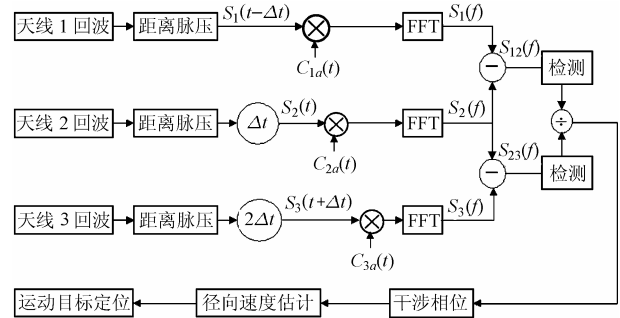 天线 1 回波 距离脉压 S₁(t−Δt) C₁ₐ(t) FFT S₁(f)
S₁₂(f) 检测
天线 2 回波 距离脉压 Δt S₂(t) C₂ₐ(t) FFT S₂(f)
÷
S₂₃(f) 检测
天线 3 回波 距离脉压 2Δt S₃(t+Δt) C₃ₐ(t) FFT S₃(f)
运动目标定位 径向速度估计 干涉相位